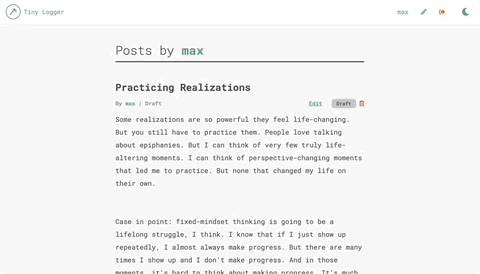 Tiny Logger
max
Posts by max
Practicing Realizations
By max | Draft
Edit
Draft
Some realizations are so powerful they feel life-changing.
But you still have to practice them. People love talking
about epiphanies. But I can think of very few truly life-
altering moments. I can think of perspective-changing moments
that led me to practice. But none that changed my life on
their own.
Case in point: fixed-mindset thinking is going to be a
lifelong struggle, I think. I know that if I just show up
repeatedly, I almost always make progress. But there are many
times I show up and I don't make progress. And in those
moments, it's hard to think about making progress. It's much